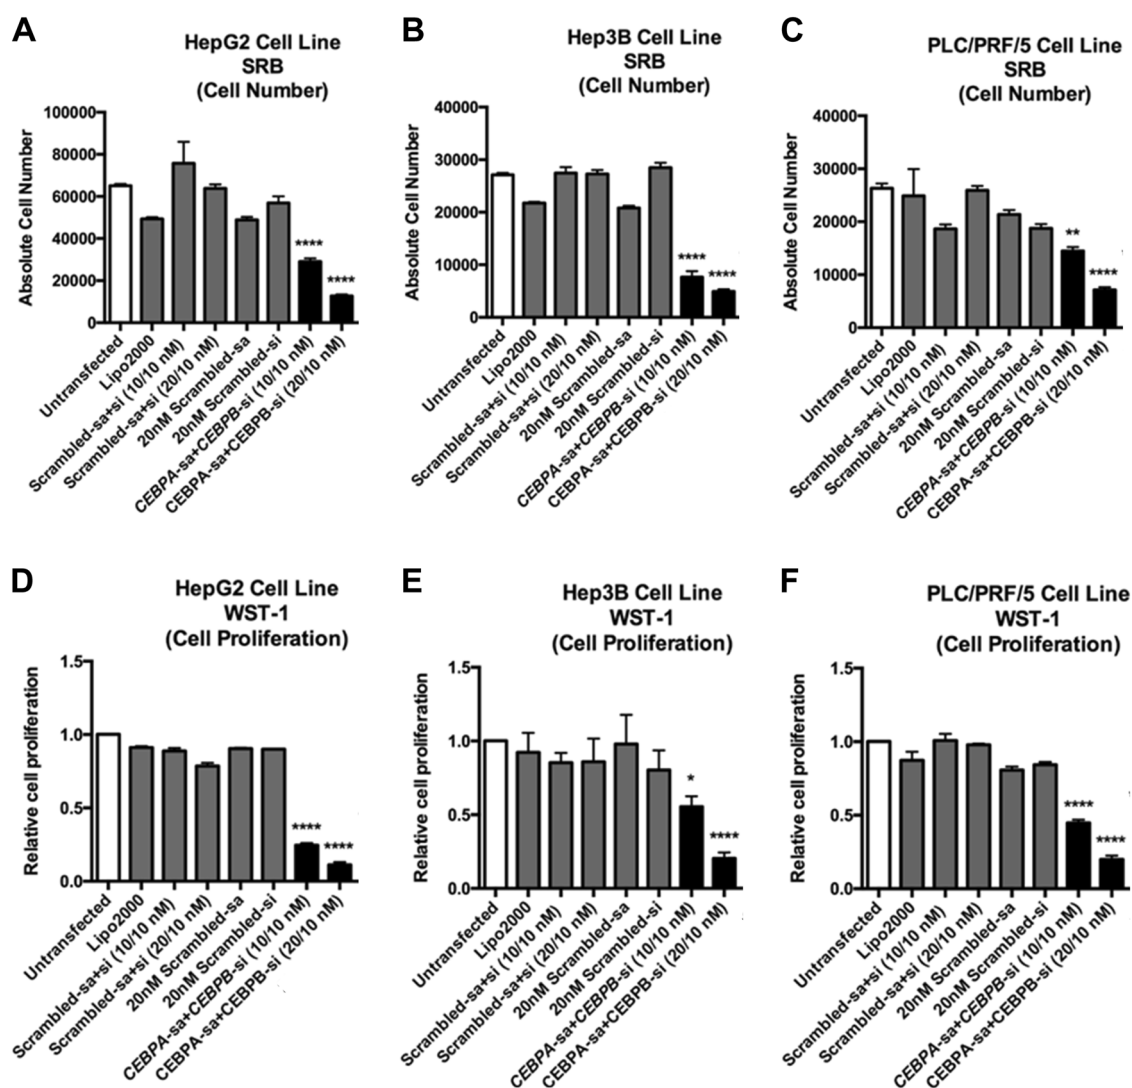 A
HepG2 Cell Line
SRB
(Cell Number)
Absolute Cell Number
100000
80000
60000
40000
20000
0
****
****
Untransfected
Lipo2000
Scrambled-sa+si (10/10 nM)
Scrambled-sa+si (20/10 nM)
20nM Scrambled-sa
20nM Scrambled-si
CEBPA-sa+CEBPB-si (10/10 nM)
CEBPA-sa+CEBPB-si (20/10 nM)
B
Hep3B Cell Line
SRB
(Cell Number)
Absolute Cell Number
40000
30000
20000
10000
0
****
****
Untransfected
Lipo2000
Scrambled-sa+si (10/10 nM)
Scrambled-sa+si (20/10 nM)
20nM Scrambled-sa
20nM Scrambled-si
CEBPA-sa+CEBPB-si (10/10 nM)
CEBPA-sa+CEBPB-si (20/10 nM)
C
PLC/PRF/5 Cell Line
SRB
(Cell Number)
Absolute Cell Number
40000
30000
20000
10000
0
**
****
Untransfected
Lipo2000
Scrambled-sa+si (10/10 nM)
Scrambled-sa+si (20/10 nM)
20nM Scrambled-sa
20nM Scrambled-si
CEBPA-sa+CEBPB-si (10/10 nM)
CEBPA-sa+CEBPB-si (20/10 nM)
D
HepG2 Cell Line
WST-1
(Cell Proliferation)
Relative cell proliferation
1.5
1.0
0.5
0.0
****
****
Untransfected
Lipo2000
Scrambled-sa+si (10/10 nM)
Scrambled-sa+si (20/10 nM)
20nM Scrambled-sa
20nM Scrambled-si
CEBPA-sa+CEBPB-si (10/10 nM)
CEBPA-sa+CEBPB-si (20/10 nM)
E
Hep3B Cell Line
WST-1
(Cell Proliferation)
Relative cell proliferation
1.5
1.0
0.5
0.0
*
****
Untransfected
Lipo2000
Scrambled-sa+si (10/10 nM)
Scrambled-sa+si (20/10 nM)
20nM Scrambled-sa
20nM Scrambled-si
CEBPA-sa+CEBPB-si (10/10 nM)
CEBPA-sa+CEBPB-si (20/10 nM)
F
PLC/PRF/5 Cell Line
WST-1
(Cell Proliferation)
Relative cell proliferation
1.5
1.0
0.5
0.0
****
****
Untransfected
Lipo2000
Scrambled-sa+si (10/10 nM)
Scrambled-sa+si (20/10 nM)
20nM Scrambled-sa
20nM Scrambled-si
CEBPA-sa+CEBPB-si (10/10 nM)
CEBPA-sa+CEBPB-si (20/10 nM)